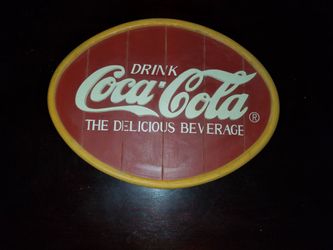 DRINK
Coca-Cola ®
THE DELICIOUS BEVERAGE